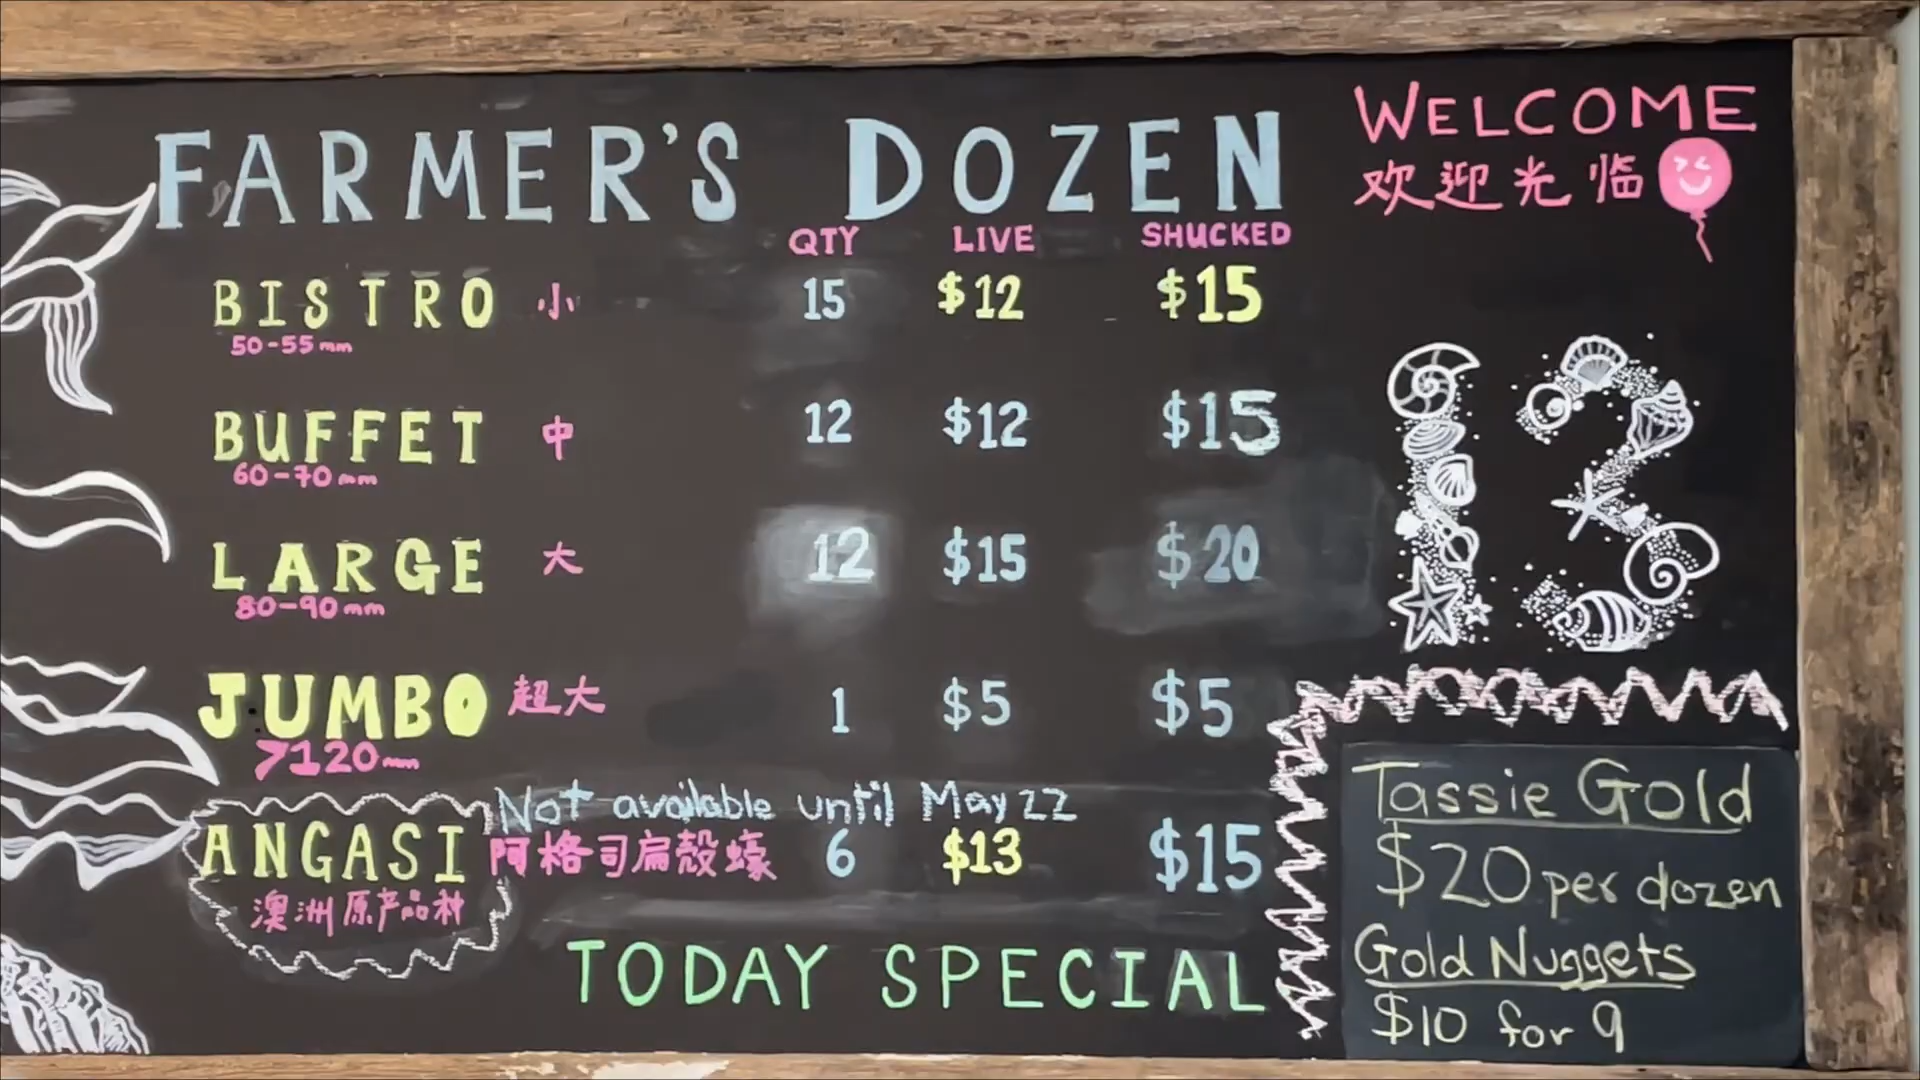 FARMER'S DOZEN
WELCOME
欢迎光临
QTY LIVE SHUCKED
BISTRO 小 15 $12 $15
50-55mm
BUFFET 中 12 $12 $15
60-70mm
LARGE 大 12 $15 $20
80-90mm
13
JUMBO 超大 1 $5 $5
>120mm
Not available until May 22
ANGASI 阿格司扁殻蠔 6 $13 $15
澳洲原产品种
TODAY SPECIAL
Tassie Gold
$20 per dozen
Gold Nuggets
$10 for 9